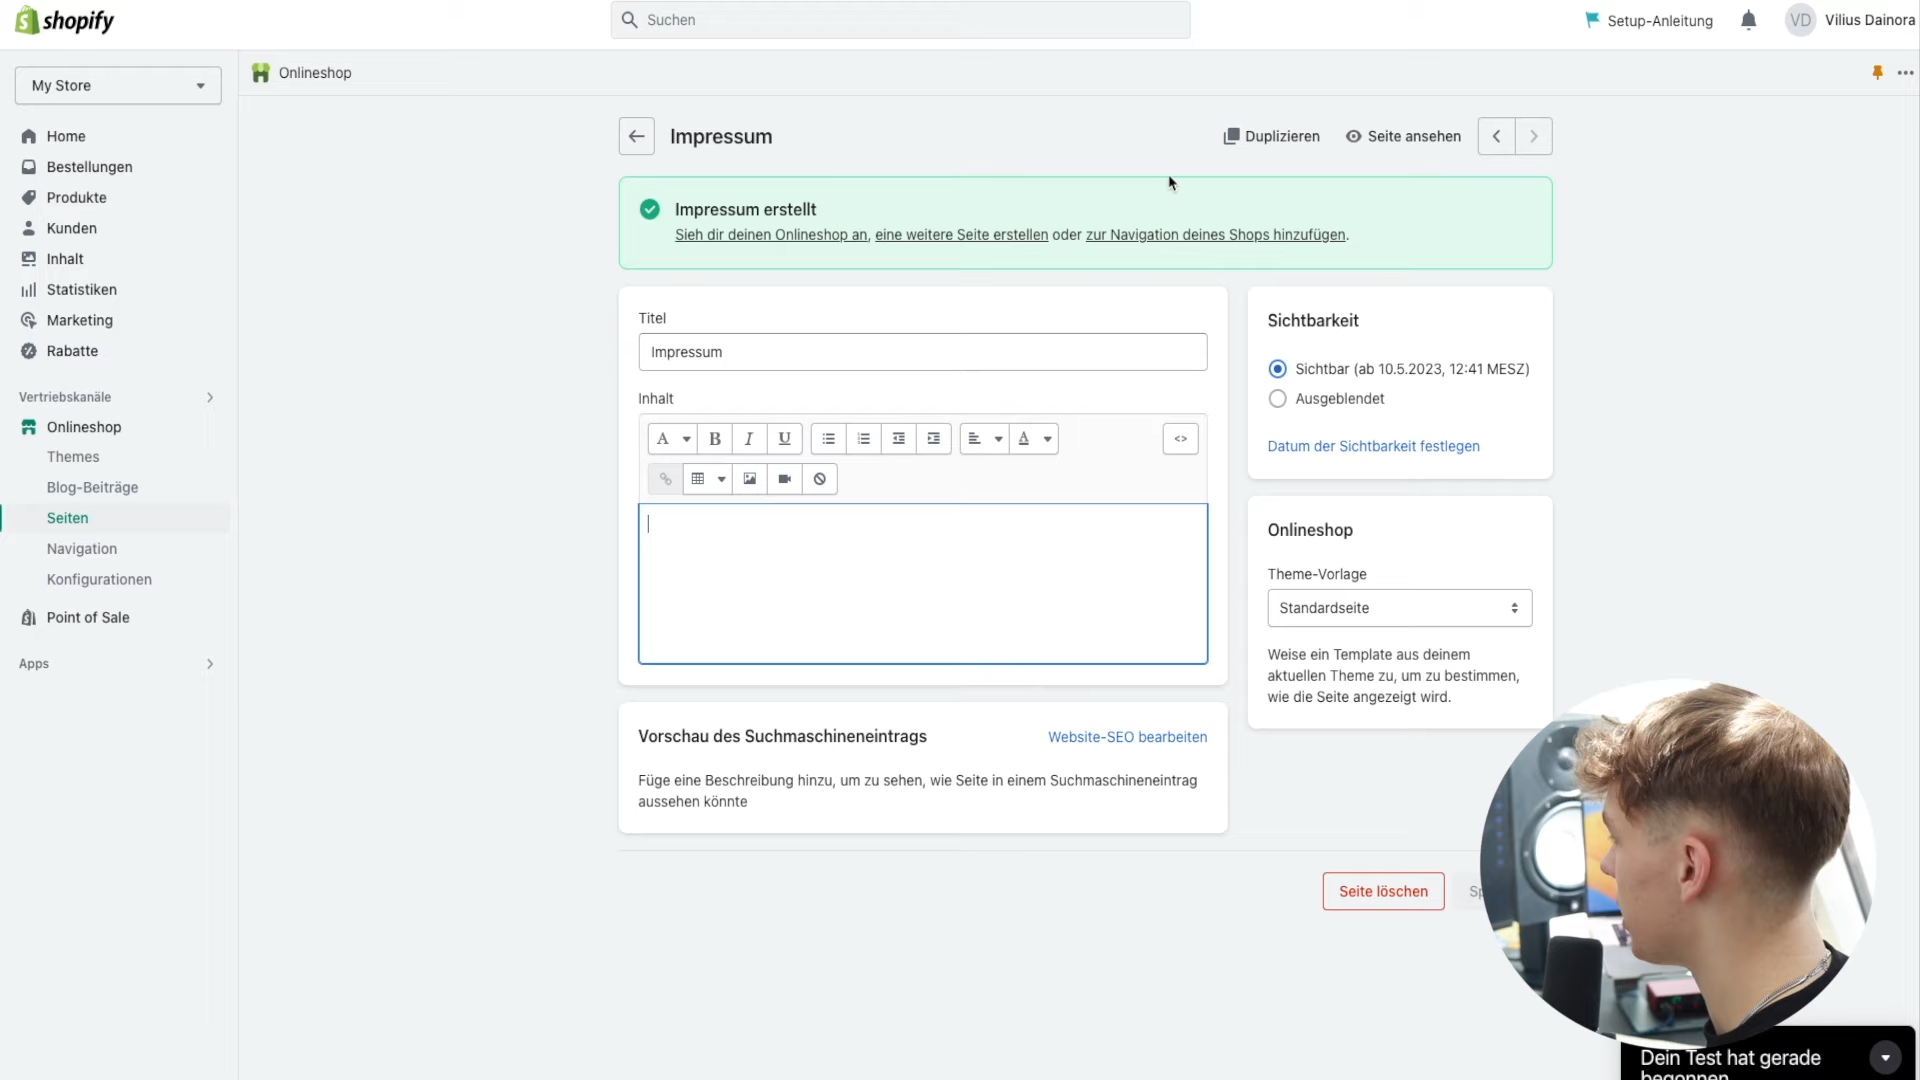 shopify
Suchen
Setup-Anleitung
VD
Vilius Dainora
My Store
Onlineshop
Home
Bestellungen
Produkte
Kunden
Inhalt
Statistiken
Marketing
Rabatte
Vertriebskanäle
Onlineshop
Themes
Blog-Beiträge
Seiten
Navigation
Konfigurationen
Point of Sale
Apps
Impressum
Duplizieren
Seite ansehen
Impressum erstellt
Sieh dir deinen Onlineshop an, eine weitere Seite erstellen oder zur Navigation deines Shops hinzufügen.
Titel
Impressum
Inhalt
A B I U A <>
Vorschau des Suchmaschineneintrags
Website-SEO bearbeiten
Füge eine Beschreibung hinzu, um zu sehen, wie Seite in einem Suchmaschineneintrag
aussehen könnte
Sichtbarkeit
Sichtbar (ab 10.5.2023, 12:41 MESZ)
Ausgeblendet
Datum der Sichtbarkeit festlegen
Onlineshop
Theme-Vorlage
Standardseite
Weise ein Template aus deinem
aktuellen Theme zu, um zu bestimmen,
wie die Seite angezeigt wird.
Seite löschen
Dein Test hat gerade
begonnen